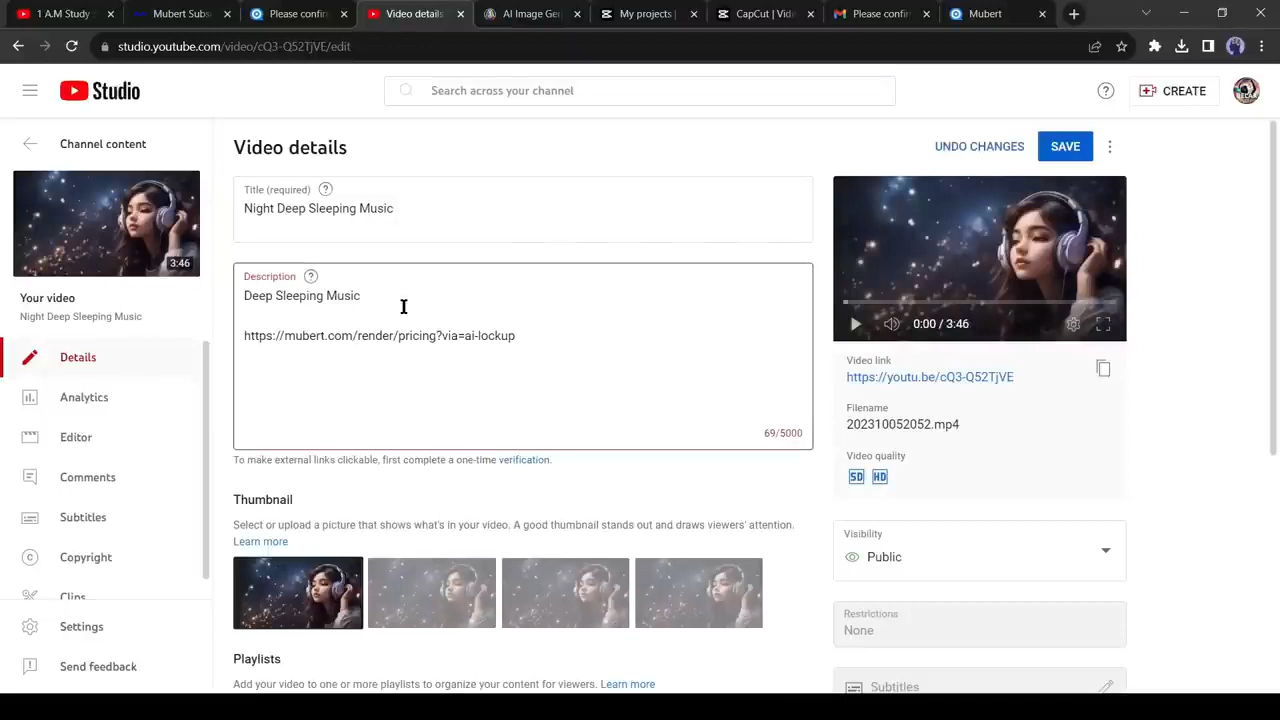 1 A.M Study
Mubert Subs
Please confir
Video details
AI Image Gen
My projects |
CapCut | Vid
Please confir
Mubert
studio.youtube.com/video/cQ3-Q52TjVE/edit
Studio
Search across your channel
CREATE
Channel content
Video details
UNDO CHANGES
SAVE
Title (required)
Night Deep Sleeping Music
3:46
Description
Deep Sleeping Music
https://mubert.com/render/pricing?via=ai-lockup
69/5000
To make external links clickable, first complete a one-time verification.
Your video
Night Deep Sleeping Music
Details
Analytics
Editor
Comments
Subtitles
Copyright
Clips
Settings
Send feedback
0:00 / 3:46
Video link
https://youtu.be/cQ3-Q52TjVE
Filename
202310052052.mp4
Video quality
SD HD
Thumbnail
Select or upload a picture that shows what's in your video. A good thumbnail stands out and draws viewers' attention.
Learn more
Visibility
Public
Restrictions
None
Playlists
Add your video to one or more playlists to organize your content for viewers. Learn more
Subtitles